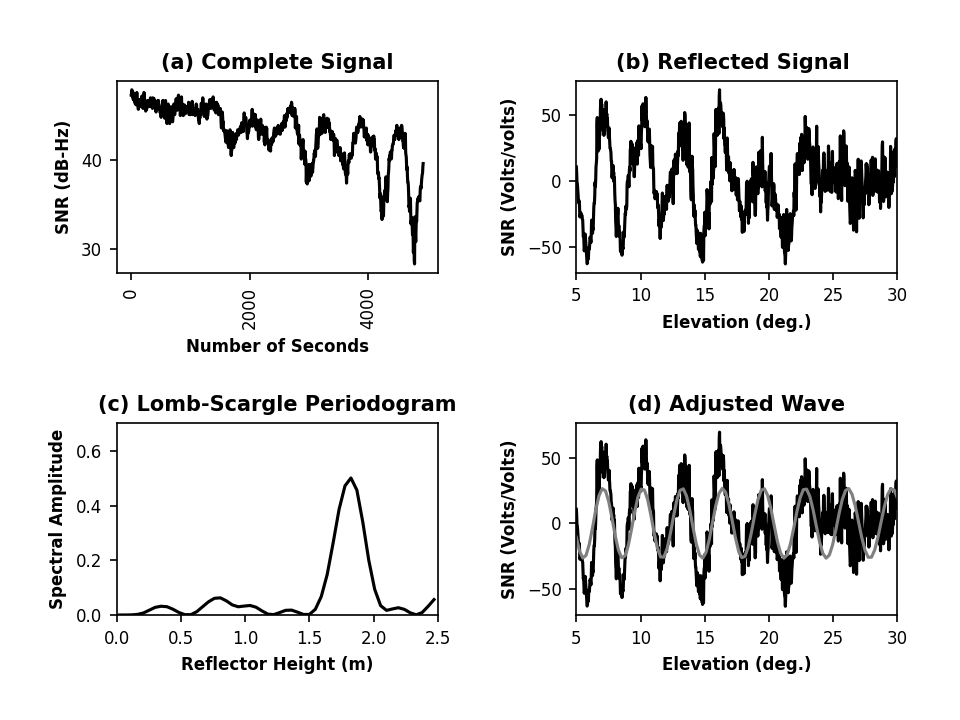 (a) Complete Signal
SNR (dB-Hz)
40
30
0
2000
4000
Number of Seconds
(b) Reflected Signal
SNR (Volts/volts)
50
0
−50
5 10 15 20 25 30
Elevation (deg.)
(c) Lomb-Scargle Periodogram
Spectral Amplitude
0.6
0.4
0.2
0.0
0.0 0.5 1.0 1.5 2.0 2.5
Reflector Height (m)
(d) Adjusted Wave
SNR (Volts/Volts)
50
0
−50
5 10 15 20 25 30
Elevation (deg.)